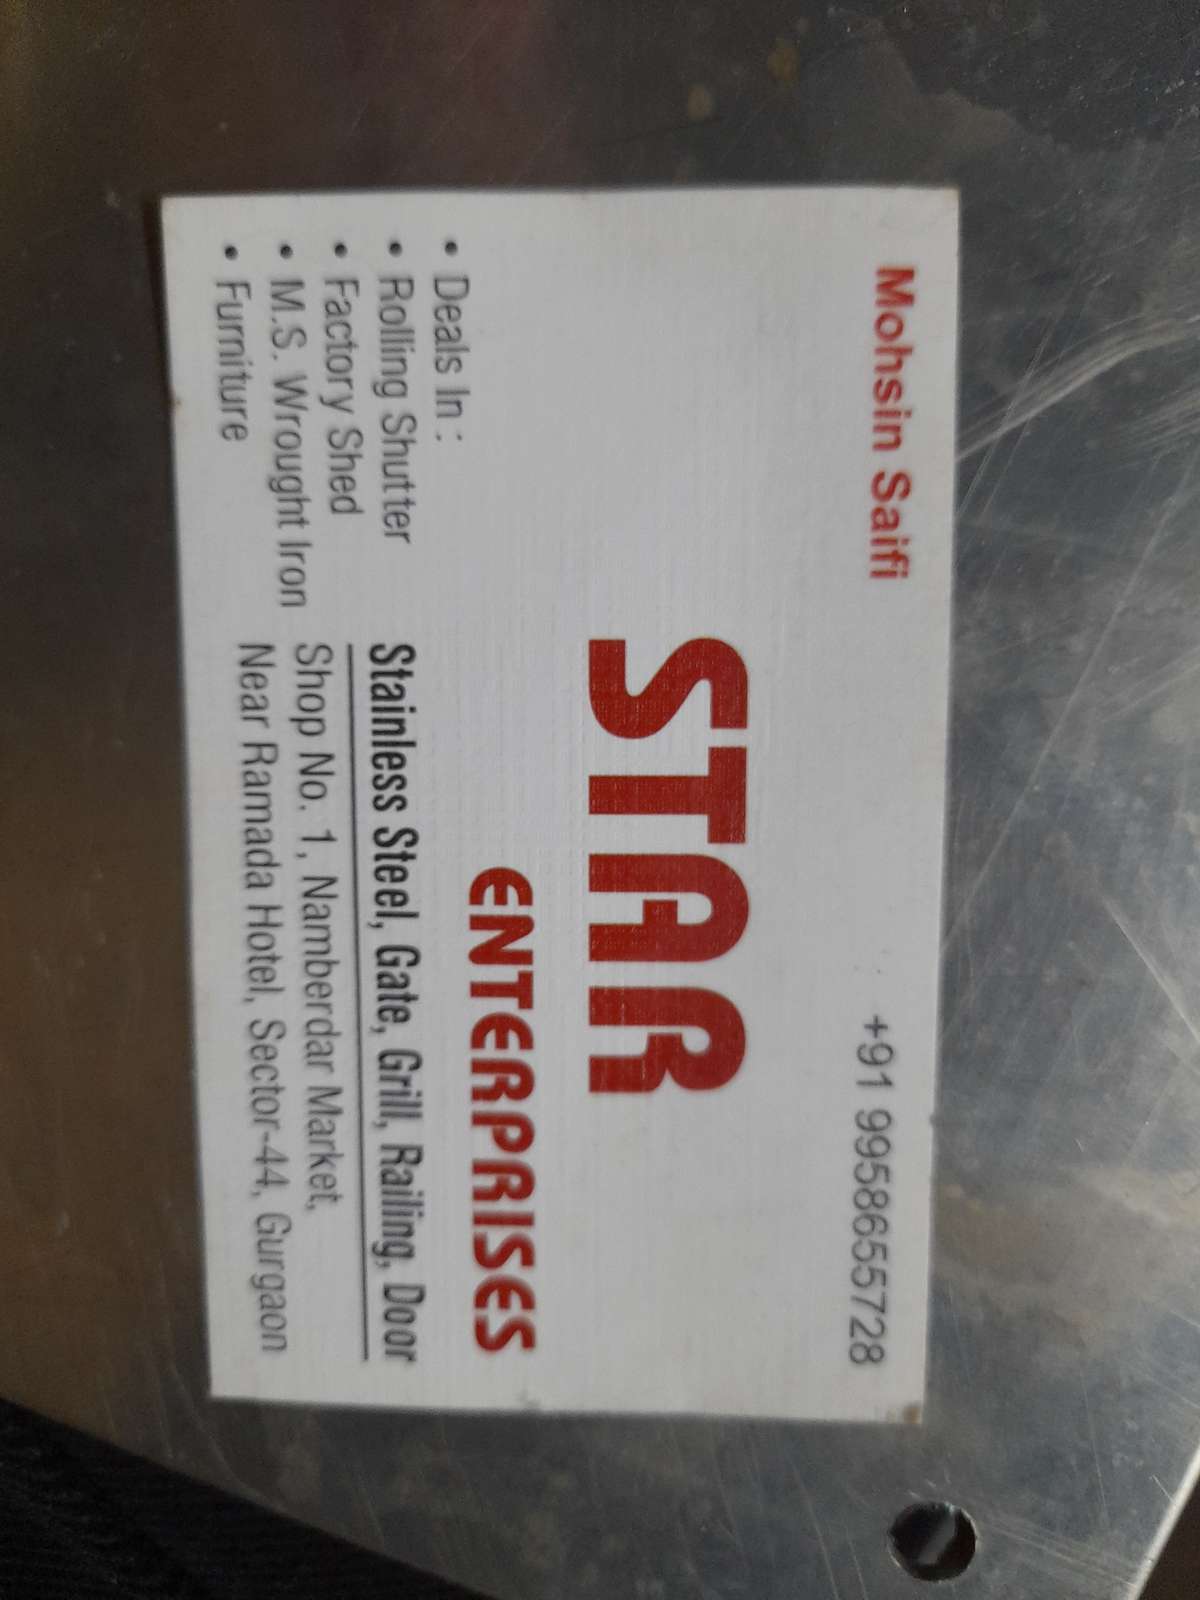 Mohsin Saifi
+91 9958655728
STAR
ENTERPRISES
• Deals In :
• Rolling Shutter
• Factory Shed
• M.S. Wrought Iron
• Furniture
Stainless Steel, Gate, Grill, Railing, Door
Shop No. 1, Namberdar Market,
Near Ramada Hotel, Sector-44, Gurgaon